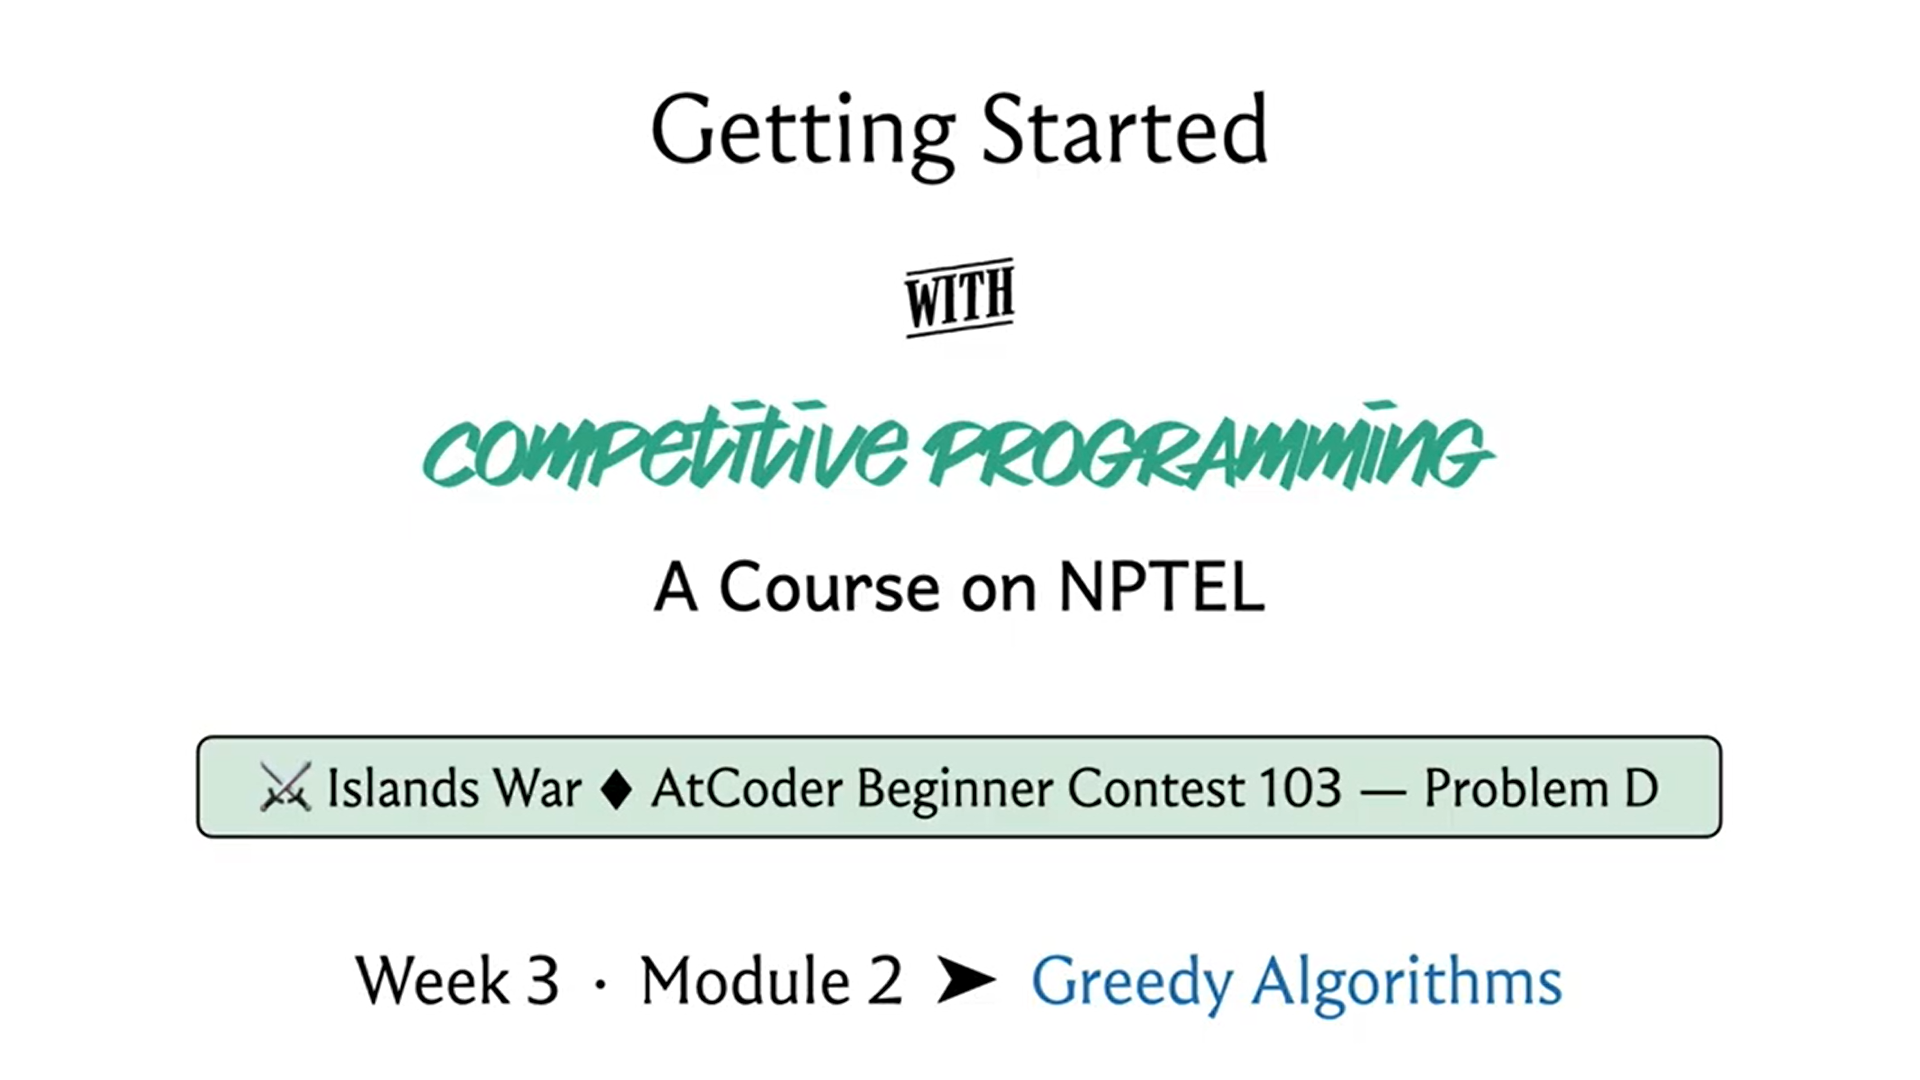 Getting Started
WITH
COMPETITIVE PROGRAMMING
A Course on NPTEL
⚔ Islands War ♦ AtCoder Beginner Contest 103 — Problem D
Week 3 · Module 2 ➤ Greedy Algorithms